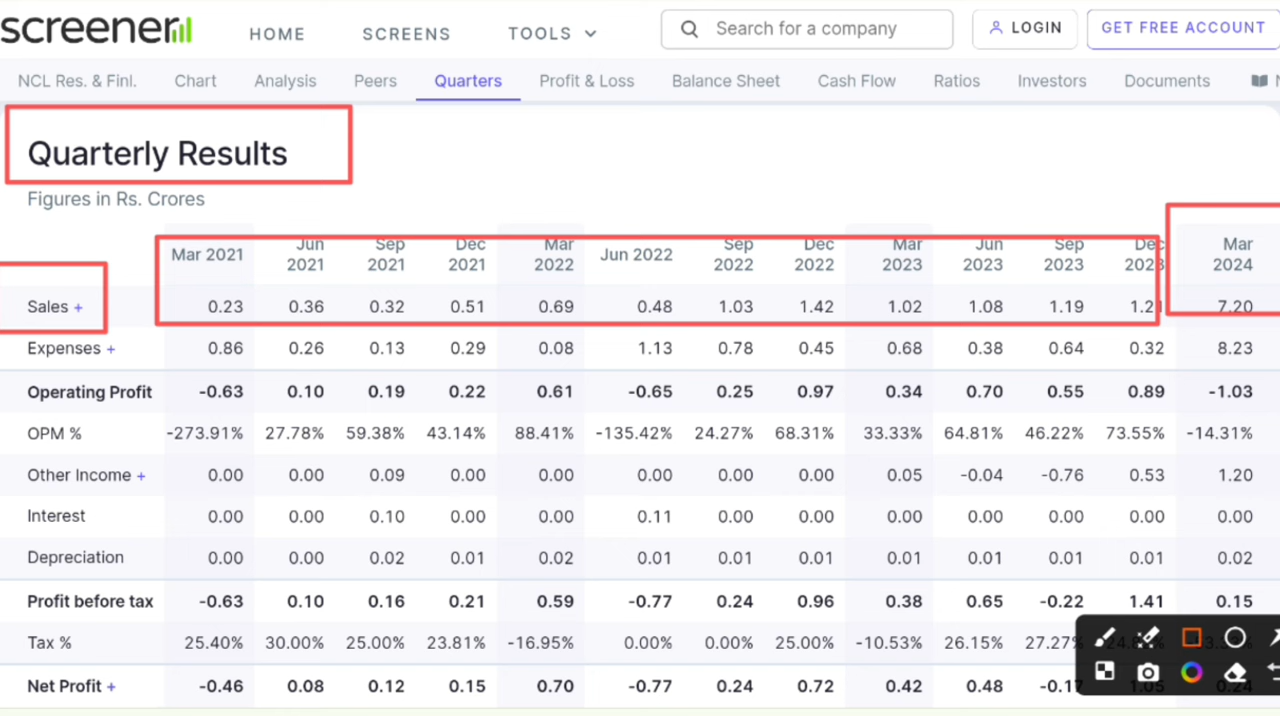 screener HOME SCREENS TOOLS Search for a company LOGIN GET FREE ACCOUNT
NCL Res. & Finl. Chart Analysis Peers Quarters Profit & Loss Balance Sheet Cash Flow Ratios Investors Documents
Quarterly Results
Figures in Rs. Crores
Mar 2021 Jun 2021 Sep 2021 Dec 2021 Mar 2022 Jun 2022 Sep 2022 Dec 2022 Mar 2023 Jun 2023 Sep 2023 Dec 2023 Mar 2024
Sales + 0.23 0.36 0.32 0.51 0.69 0.48 1.03 1.42 1.02 1.08 1.19 1.21 7.20
Expenses + 0.86 0.26 0.13 0.29 0.08 1.13 0.78 0.45 0.68 0.38 0.64 0.32 8.23
Operating Profit -0.63 0.10 0.19 0.22 0.61 -0.65 0.25 0.97 0.34 0.70 0.55 0.89 -1.03
OPM % -273.91% 27.78% 59.38% 43.14% 88.41% -135.42% 24.27% 68.31% 33.33% 64.81% 46.22% 73.55% -14.31%
Other Income + 0.00 0.00 0.09 0.00 0.00 0.00 0.00 0.00 0.05 -0.04 -0.76 0.53 1.20
Interest 0.00 0.00 0.10 0.00 0.00 0.11 0.00 0.00 0.00 0.00 0.00 0.00 0.00
Depreciation 0.00 0.00 0.02 0.01 0.02 0.01 0.01 0.01 0.01 0.01 0.01 0.01 0.02
Profit before tax -0.63 0.10 0.16 0.21 0.59 -0.77 0.24 0.96 0.38 0.65 -0.22 1.41 0.15
Tax % 25.40% 30.00% 25.00% 23.81% -16.95% 0.00% 0.00% 25.00% -10.53% 26.15% 27.27%
Net Profit + -0.46 0.08 0.12 0.15 0.70 -0.77 0.24 0.72 0.42 0.48 -0.17 1.05 0.24